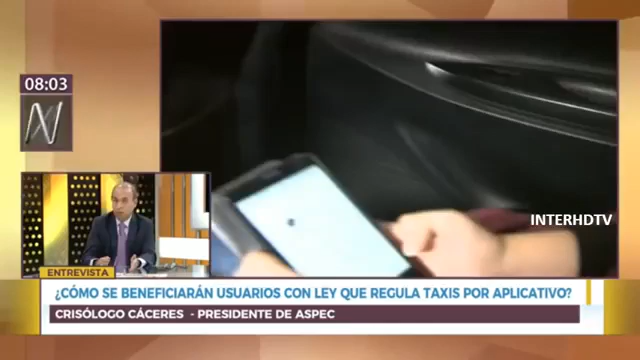 08:03
N
INTERHDTV
ENTREVISTA
¿CÓMO SE BENEFICIARÁN USUARIOS CON LEY QUE REGULA TAXIS POR APLICATIVO?
CRISÓLOGO CÁCERES - PRESIDENTE DE ASPEC